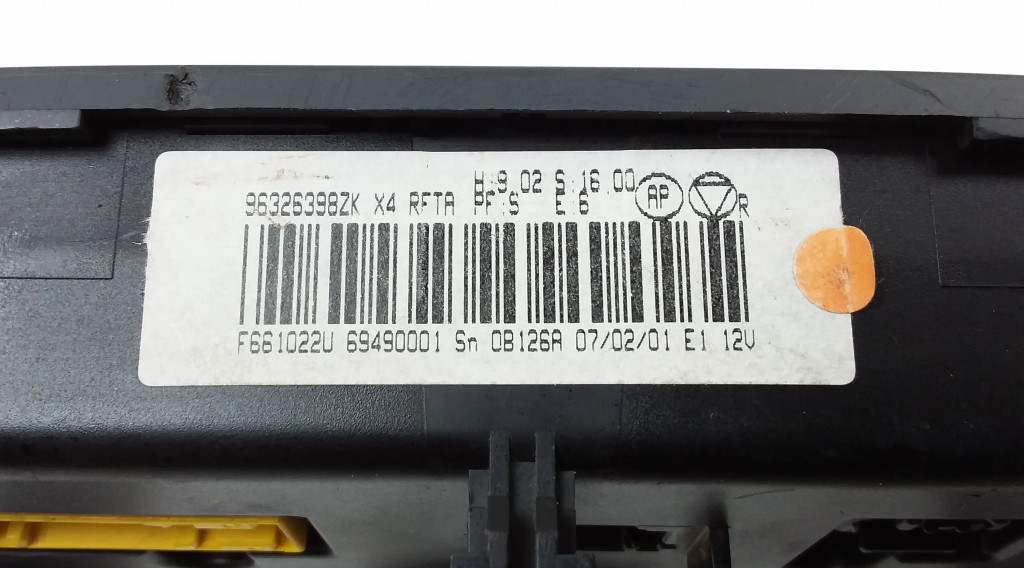 H:9.02 S:16.00
96326398ZK X4 RFTA PF:S E:6 AP R
F661022U 69490001 Sn 0B126A 07/02/01 E1 12V